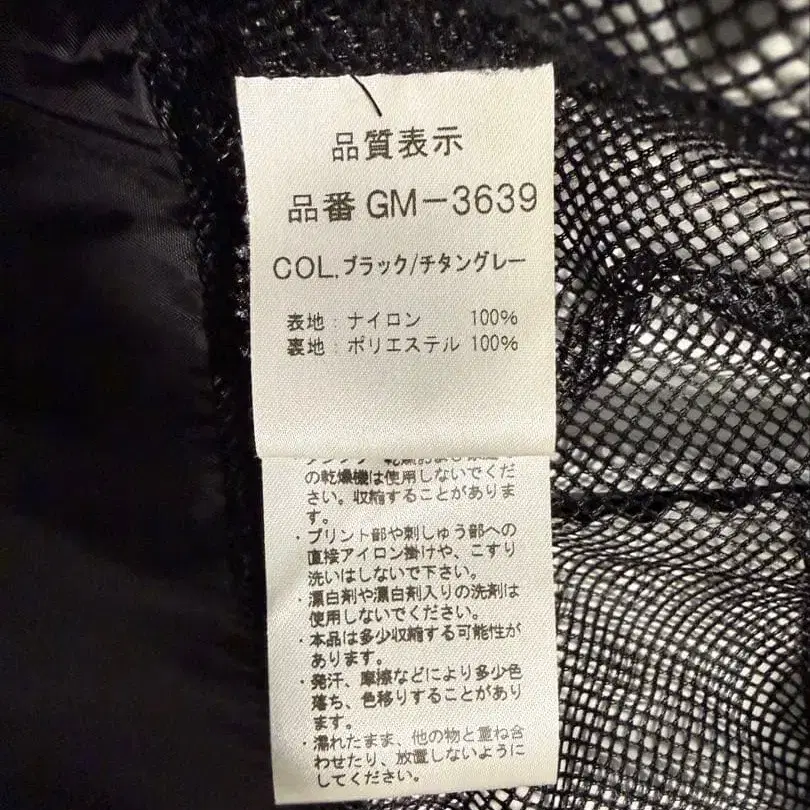 品質表示
品番 GM-3639
COL.ブラック/チタングレー
表地：ナイロン 100%
裏地：ポリエステル 100%
の乾燥機は使用しないでくだ
さい。収縮することがありま
す。
・プリント部や刺しゅう部への
直接アイロン掛けや、こすり
洗いはしないで下さい。
・漂白剤や漂白剤入りの洗剤は
使用しないでください。
・本品は多少収縮する可能性が
あります。
・発汗、摩擦などにより多少色
落ち、色移りすることがあり
ます。
・濡れたまま、他の物と重ね合
わせたり、放置しないように
してください。